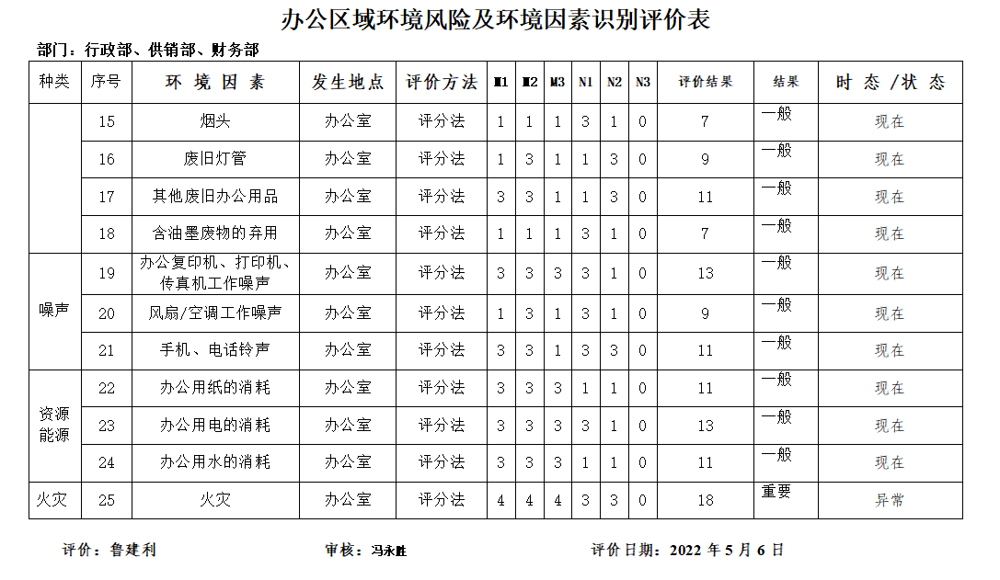 办公区域环境风险及环境因素识别评价表
部门：行政部、供销部、财务部
种类 序号 环 境 因 素 发生地点 评价方法 M1 M2 M3 N1 N2 N3 评价结果 结果 时 态 /状 态
15 烟头 办公室 评分法 1 1 1 3 1 0 7 一般 现在
16 废旧灯管 办公室 评分法 1 3 1 1 3 0 9 一般 现在
17 其他废旧办公用品 办公室 评分法 3 3 1 1 3 0 11 一般 现在
18 含油墨废物的弃用 办公室 评分法 1 1 1 3 1 0 7 一般 现在
噪声
19 办公复印机、打印机、
传真机工作噪声 办公室 评分法 3 3 3 3 1 0 13 一般 现在
20 风扇/空调工作噪声 办公室 评分法 1 3 1 3 1 0 9 一般 现在
21 手机、电话铃声 办公室 评分法 3 3 1 3 3 0 11 一般 现在
资源
能源
22 办公用纸的消耗 办公室 评分法 3 3 3 1 1 0 11 一般 现在
23 办公用电的消耗 办公室 评分法 3 3 3 3 1 0 13 一般 现在
24 办公用水的消耗 办公室 评分法 3 3 3 1 1 0 11 一般 现在
火灾 25 火灾 办公室 评分法 4 4 4 3 3 0 18 重要 异常
评价：鲁建利 审核：冯永胜 评价日期：2022 年 5 月 6 日